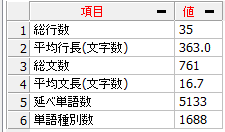 項目 値
1 総行数 35
2 平均行長(文字数) 363.0
3 総文数 761
4 平均文長(文字数) 16.7
5 延べ単語数 5133
6 単語種別数 1688